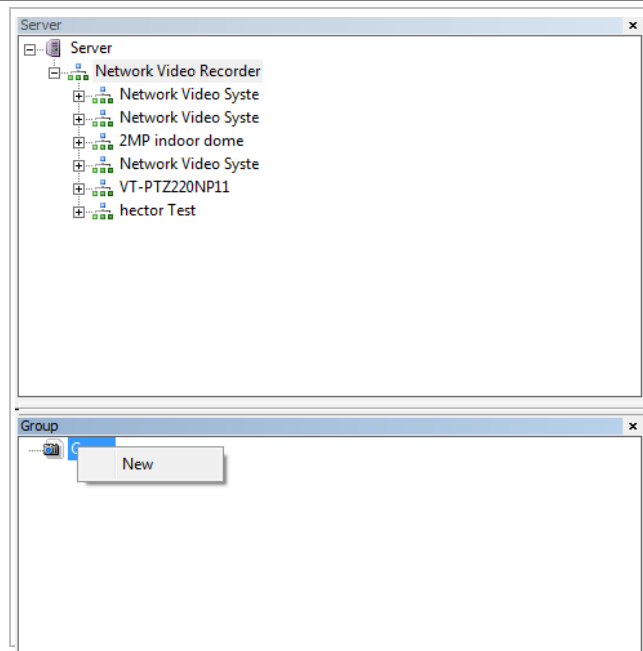 Server
Server
Network Video Recorder
Network Video Syste
Network Video Syste
2MP indoor dome
Network Video Syste
VT-PTZ220NP11
hector Test
Group
New